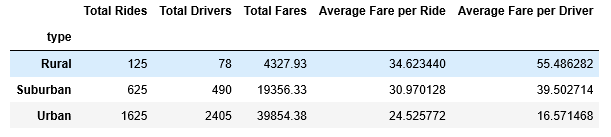 Total Rides Total Drivers Total Fares Average Fare per Ride Average Fare per Driver
type
Rural 125 78 4327.93 34.623440 55.486282
Suburban 625 490 19356.33 30.970128 39.502714
Urban 1625 2405 39854.38 24.525772 16.571468